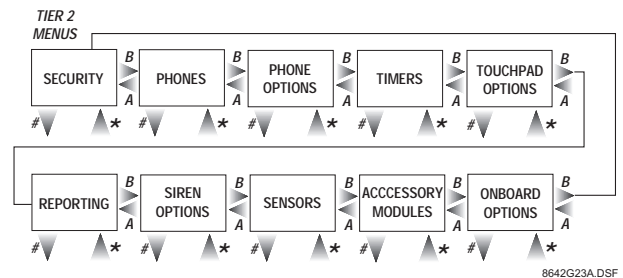 TIER 2
MENUS
SECURITY
B
A
PHONES
B
A
PHONE
OPTIONS
B
A
TIMERS
B
A
TOUCHPAD
OPTIONS
B
A
# * # * # * # * # *
REPORTING
B
A
SIREN
OPTIONS
B
A
SENSORS
B
A
ACCCESSORY
MODULES
B
A
ONBOARD
OPTIONS
B
A
# * # * # * # * # *
8642G23A.DSF